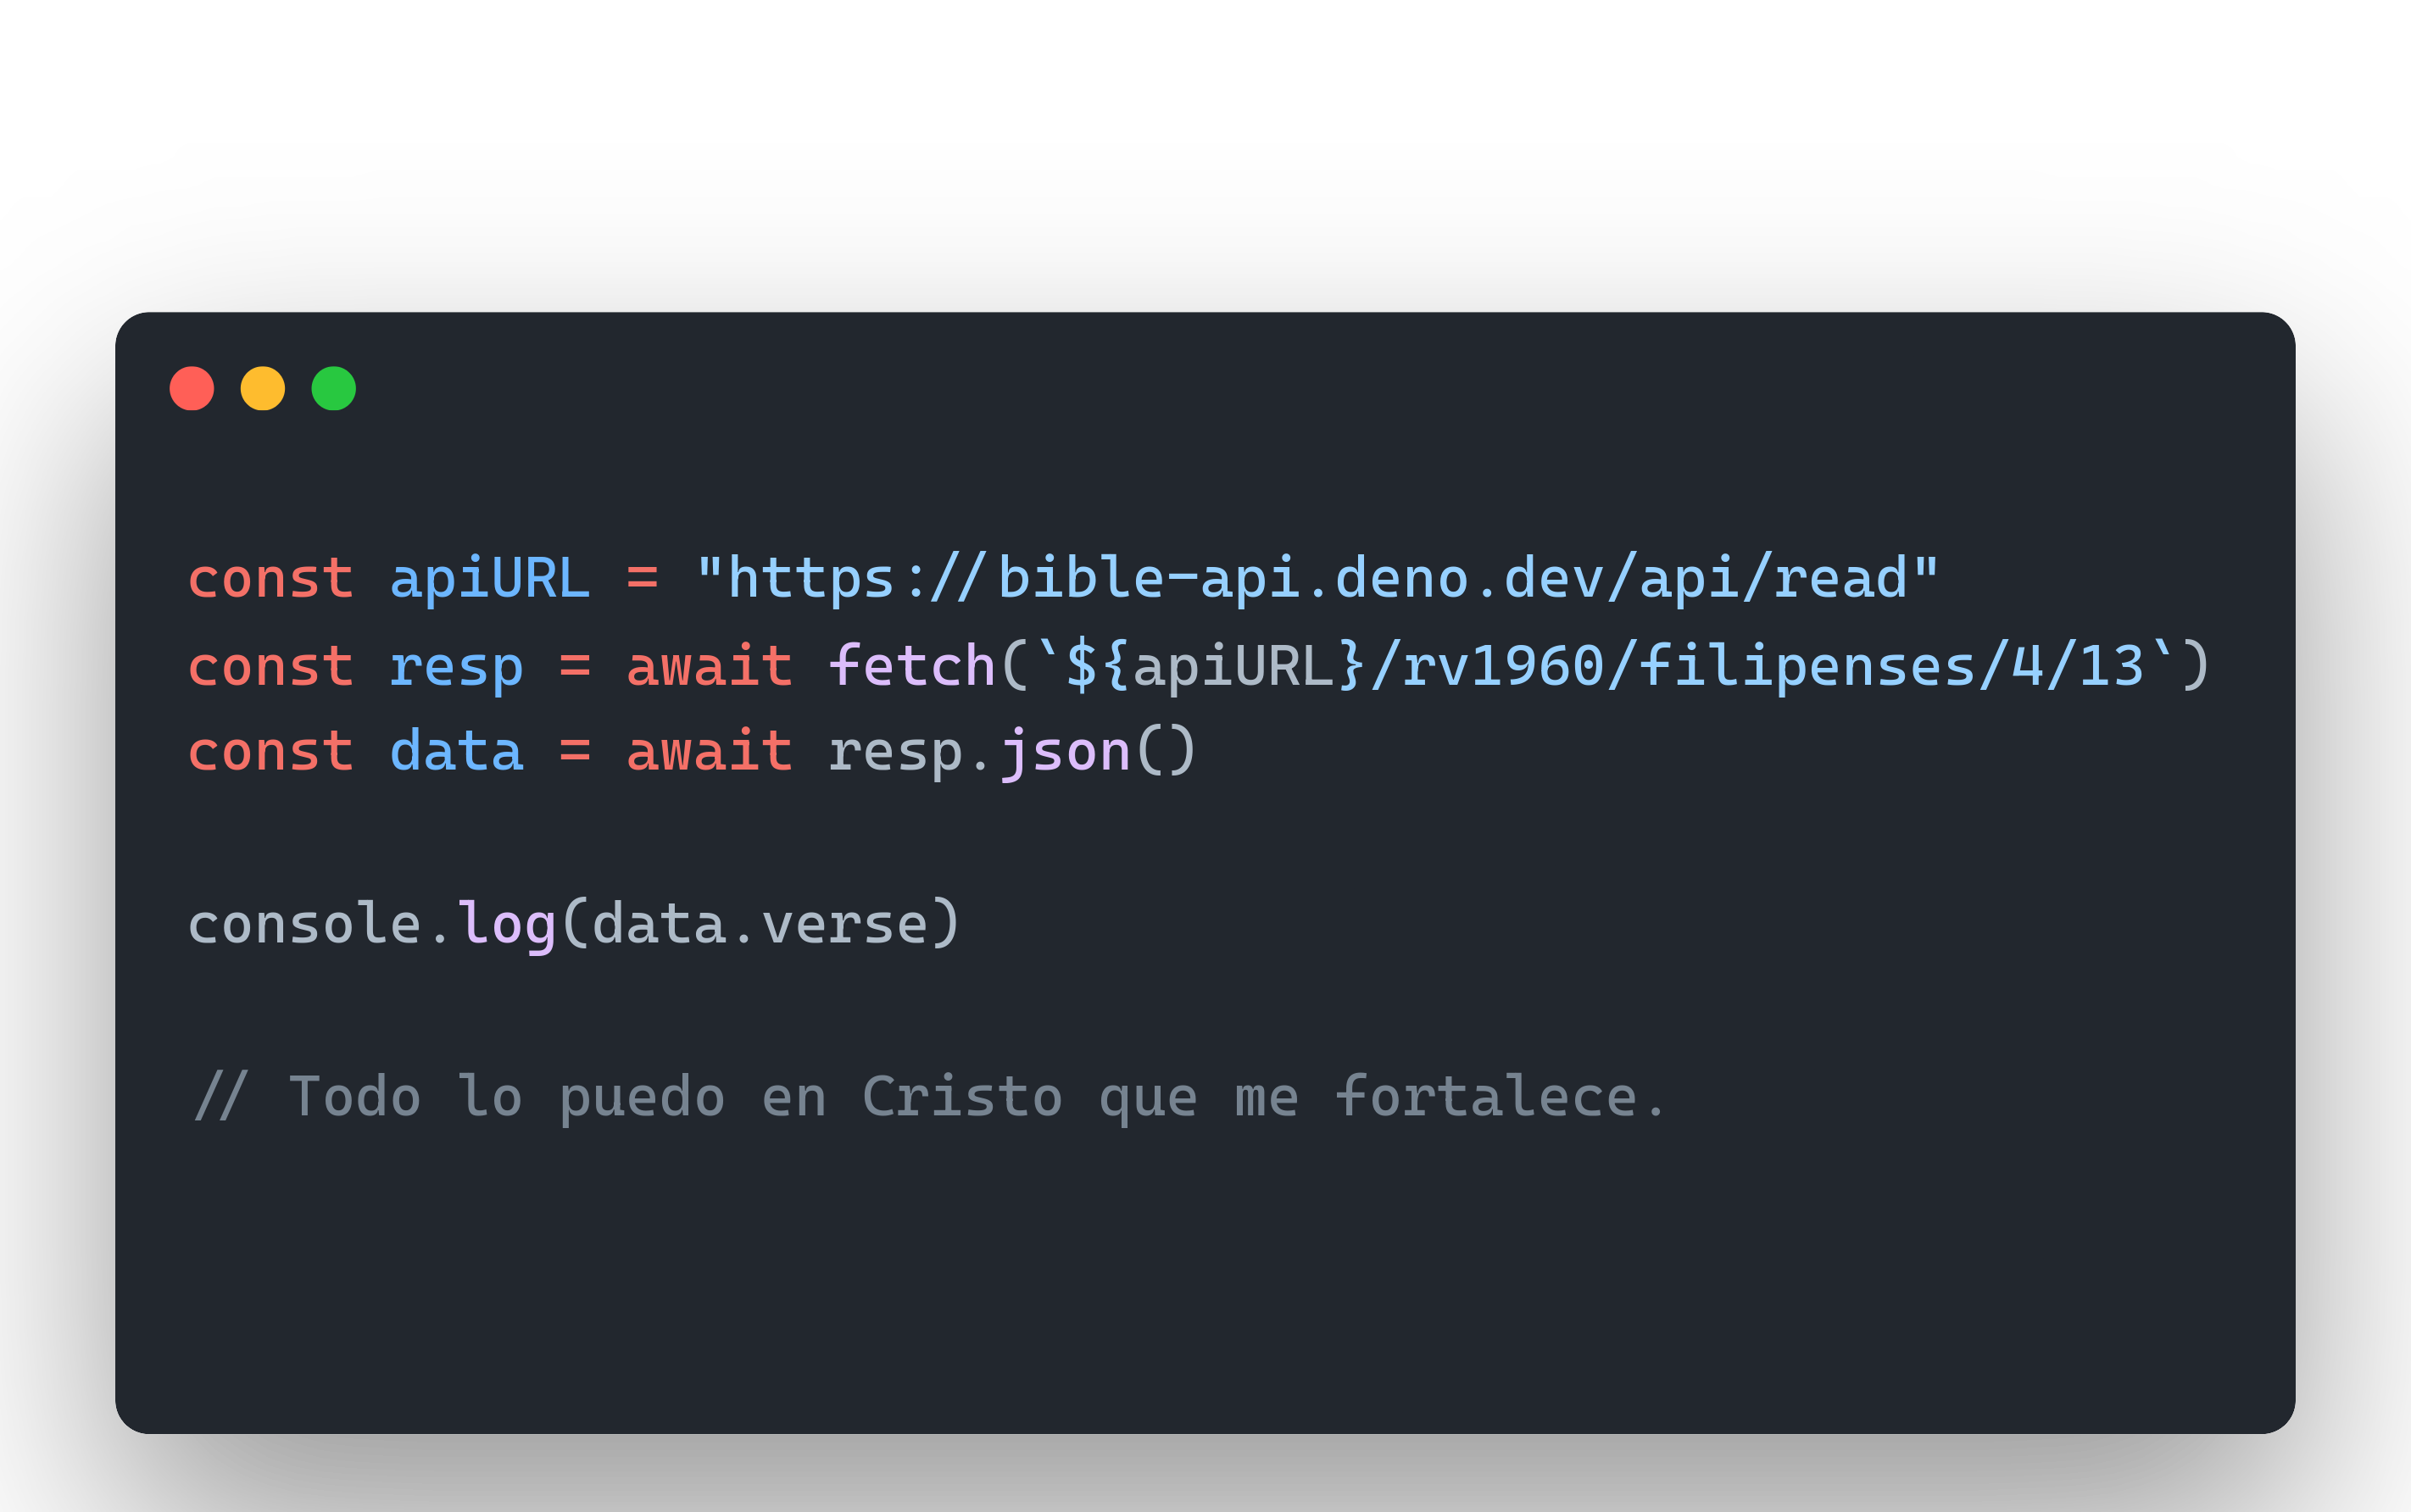 const apiURL = "https://bible-api.deno.dev/api/read"
const resp = await fetch(`${apiURL}/rv1960/filipenses/4/13`)
const data = await resp.json()
console.log(data.verse)
// Todo lo puedo en Cristo que me fortalece.